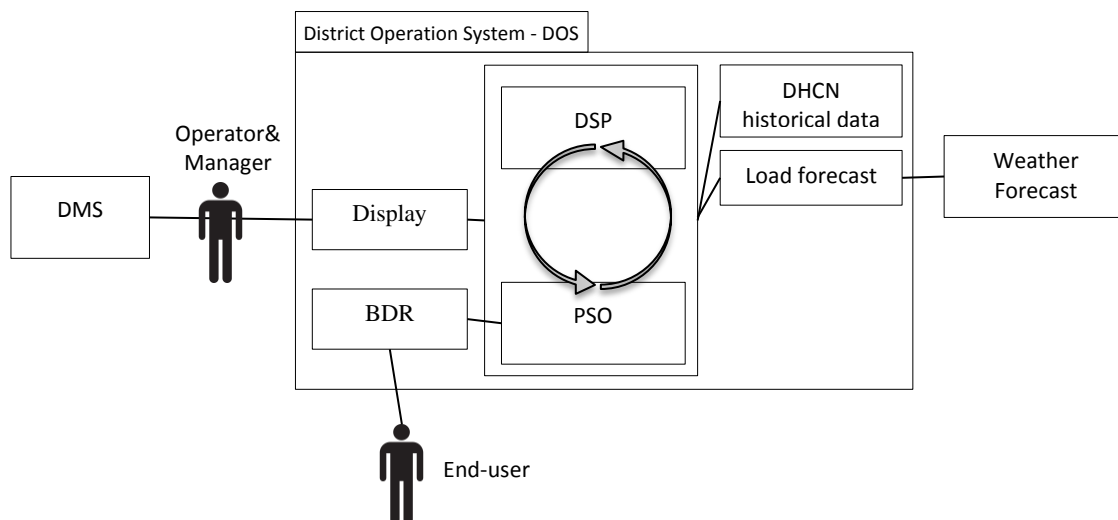 District Operation System - DOS
DSP
DHCN
historical data
Operator&
Manager
Load forecast
Weather
Forecast
DMS
Display
BDR
PSO
End-user